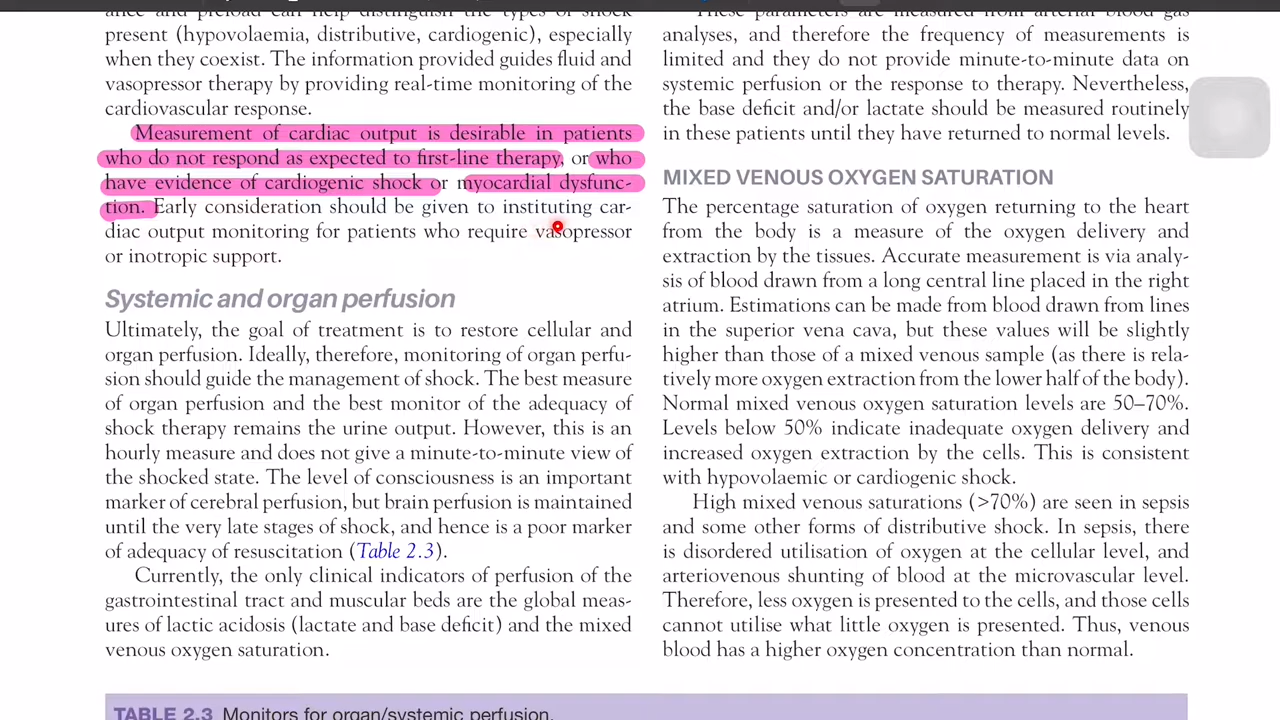 ance and preload can help distinguish the types of shock
present (hypovolaemia, distributive, cardiogenic), especially
when they coexist. The information provided guides fluid and
vasopressor therapy by providing real-time monitoring of the
cardiovascular response.
Measurement of cardiac output is desirable in patients
who do not respond as expected to first-line therapy, or who
have evidence of cardiogenic shock or myocardial dysfunc-
tion. Early consideration should be given to instituting car-
diac output monitoring for patients who require vasopressor
or inotropic support.
Systemic and organ perfusion
Ultimately, the goal of treatment is to restore cellular and
organ perfusion. Ideally, therefore, monitoring of organ perfu-
sion should guide the management of shock. The best measure
of organ perfusion and the best monitor of the adequacy of
shock therapy remains the urine output. However, this is an
hourly measure and does not give a minute-to-minute view of
the shocked state. The level of consciousness is an important
marker of cerebral perfusion, but brain perfusion is maintained
until the very late stages of shock, and hence is a poor marker
of adequacy of resuscitation (Table 2.3).
Currently, the only clinical indicators of perfusion of the
gastrointestinal tract and muscular beds are the global meas-
ures of lactic acidosis (lactate and base deficit) and the mixed
venous oxygen saturation.
These parameters are measured from arterial blood gas
analyses, and therefore the frequency of measurements is
limited and they do not provide minute-to-minute data on
systemic perfusion or the response to therapy. Nevertheless,
the base deficit and/or lactate should be measured routinely
in these patients until they have returned to normal levels.
MIXED VENOUS OXYGEN SATURATION
The percentage saturation of oxygen returning to the heart
from the body is a measure of the oxygen delivery and
extraction by the tissues. Accurate measurement is via analy-
sis of blood drawn from a long central line placed in the right
atrium. Estimations can be made from blood drawn from lines
in the superior vena cava, but these values will be slightly
higher than those of a mixed venous sample (as there is rela-
tively more oxygen extraction from the lower half of the body).
Normal mixed venous oxygen saturation levels are 50–70%.
Levels below 50% indicate inadequate oxygen delivery and
increased oxygen extraction by the cells. This is consistent
with hypovolaemic or cardiogenic shock.
High mixed venous saturations (>70%) are seen in sepsis
and some other forms of distributive shock. In sepsis, there
is disordered utilisation of oxygen at the cellular level, and
arteriovenous shunting of blood at the microvascular level.
Therefore, less oxygen is presented to the cells, and those cells
cannot utilise what little oxygen is presented. Thus, venous
blood has a higher oxygen concentration than normal.
TABLE 2.3 Monitors for organ/systemic perfusion.